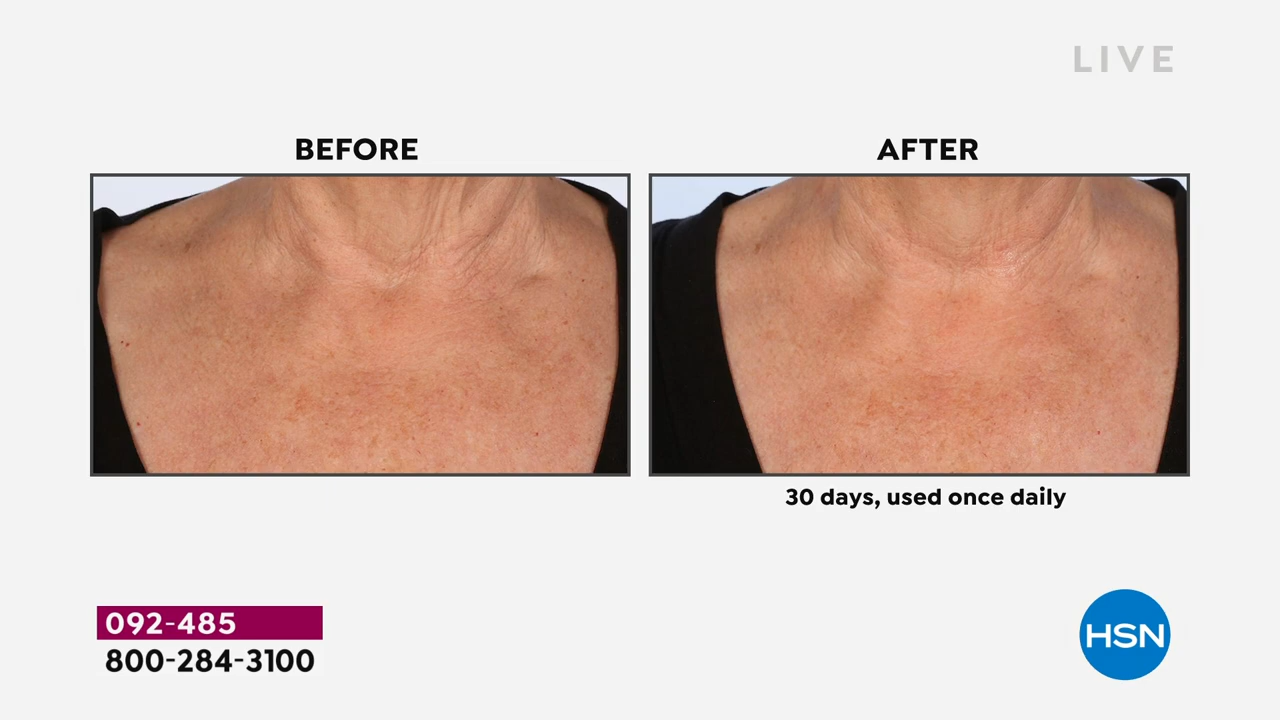 LIVE
BEFORE
AFTER
30 days, used once daily
092-485
800-284-3100
HSN